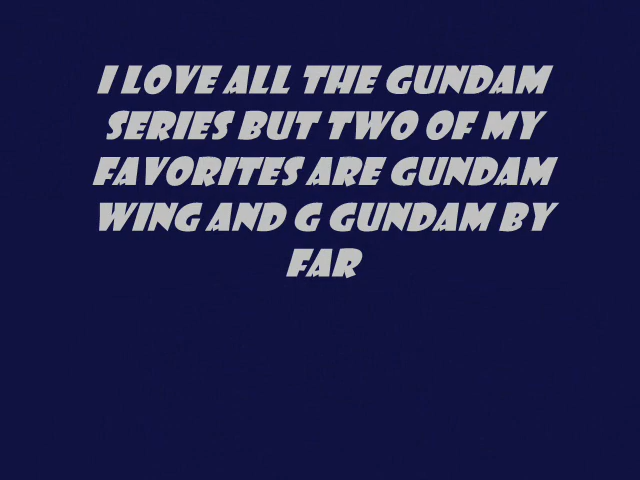 I LOVE ALL THE GUNDAM
SERIES BUT TWO OF MY
FAVORITES ARE GUNDAM
WING AND G GUNDAM BY
FAR